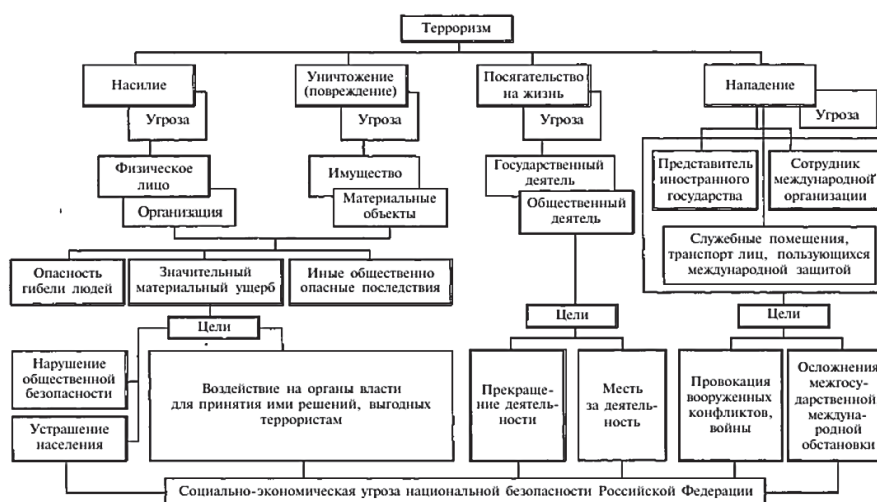 Терроризм
Насилие
Угроза
Уничтожение
(повреждение)
Угроза
Посягательство
на жизнь
Угроза
Нападение
Угроза
Физическое
лицо
Организация
Имущество
Материальные
объекты
Государственный
деятель
Общественный
деятель
Представитель
иностранного
государства
Сотрудник
международной
организации
Служебные помещения,
транспорт лиц, пользующихся
международной защитой
Опасность
гибели людей
Значительный
материальный ущерб
Иные общественно
опасные последствия
Цели
Цели
Цели
Нарушение
общественной
безопасности
Устрашение
населения
Воздействие на органы власти
для принятия ими решений, выгодных
террористам
Прекраще-
ние деятель-
ности
Месть
за деятель-
ность
Провокация
вооруженных
конфликтов,
войны
Осложнения
межгосу-
дарственной
междуна-
родной
обстановки
Социально-экономическая угроза национальной безопасности Российской Федерации